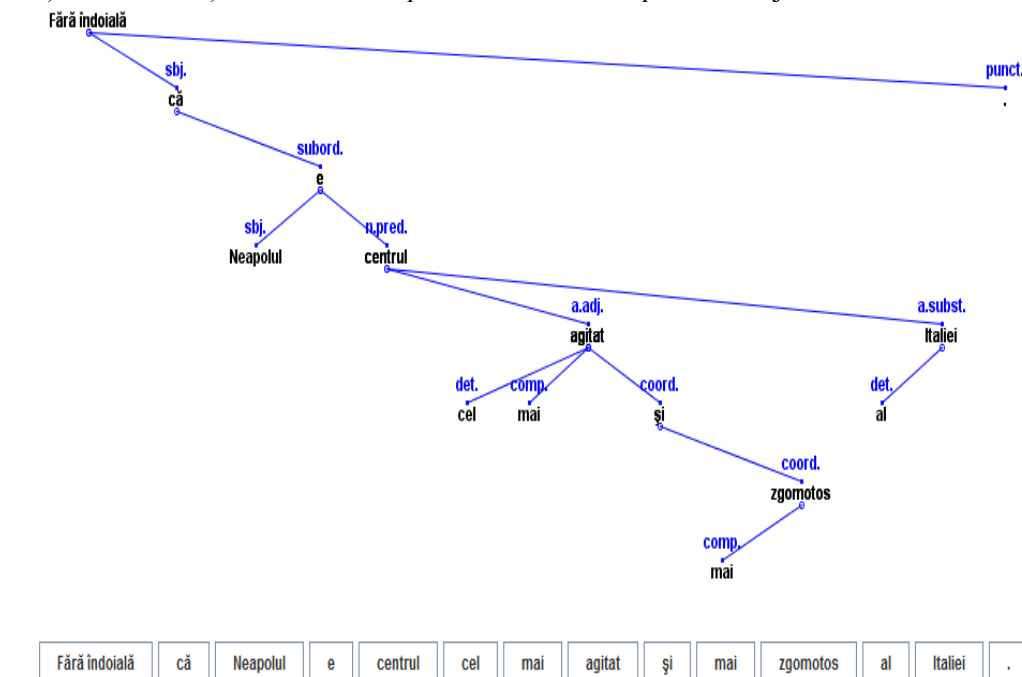 Fără îndoială
sbj. punct.
că .
subord.
e
sbj. n.pred.
Neapolul centrul
a.adj. a.subst.
agitat Italiei
det. comp. coord. det.
cel mai şi al
coord.
zgomotos
comp.
mai
Fără îndoială că Neapolul e centrul cel mai agitat şi mai zgomotos al Italiei .